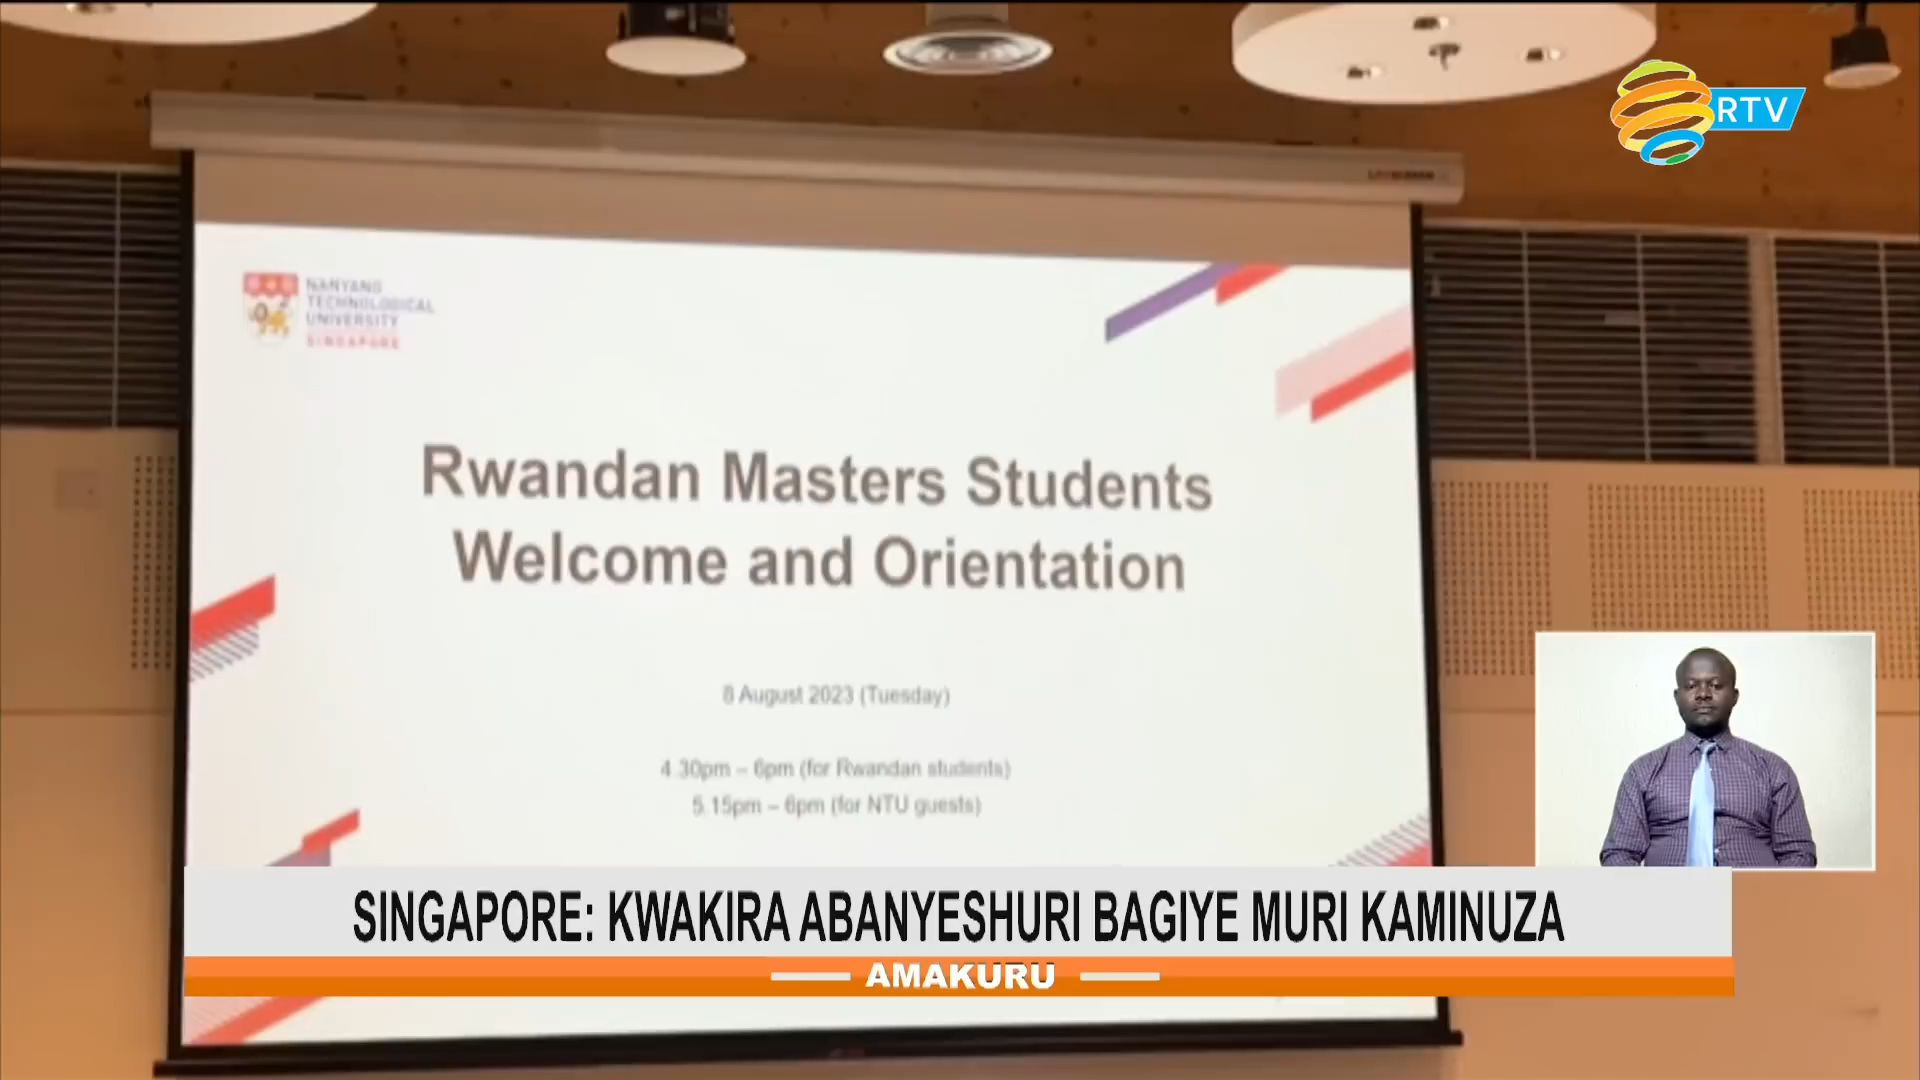 RTV
NANYANG
TECHNOLOGICAL
UNIVERSITY
SINGAPORE
Rwandan Masters Students
Welcome and Orientation
8 August 2023 (Tuesday)
4.30pm – 6pm (for Rwandan students)
5.15pm – 6pm (for NTU guests)
SINGAPORE: KWAKIRA ABANYESHURI BAGIYE MURI KAMINUZA
AMAKURU